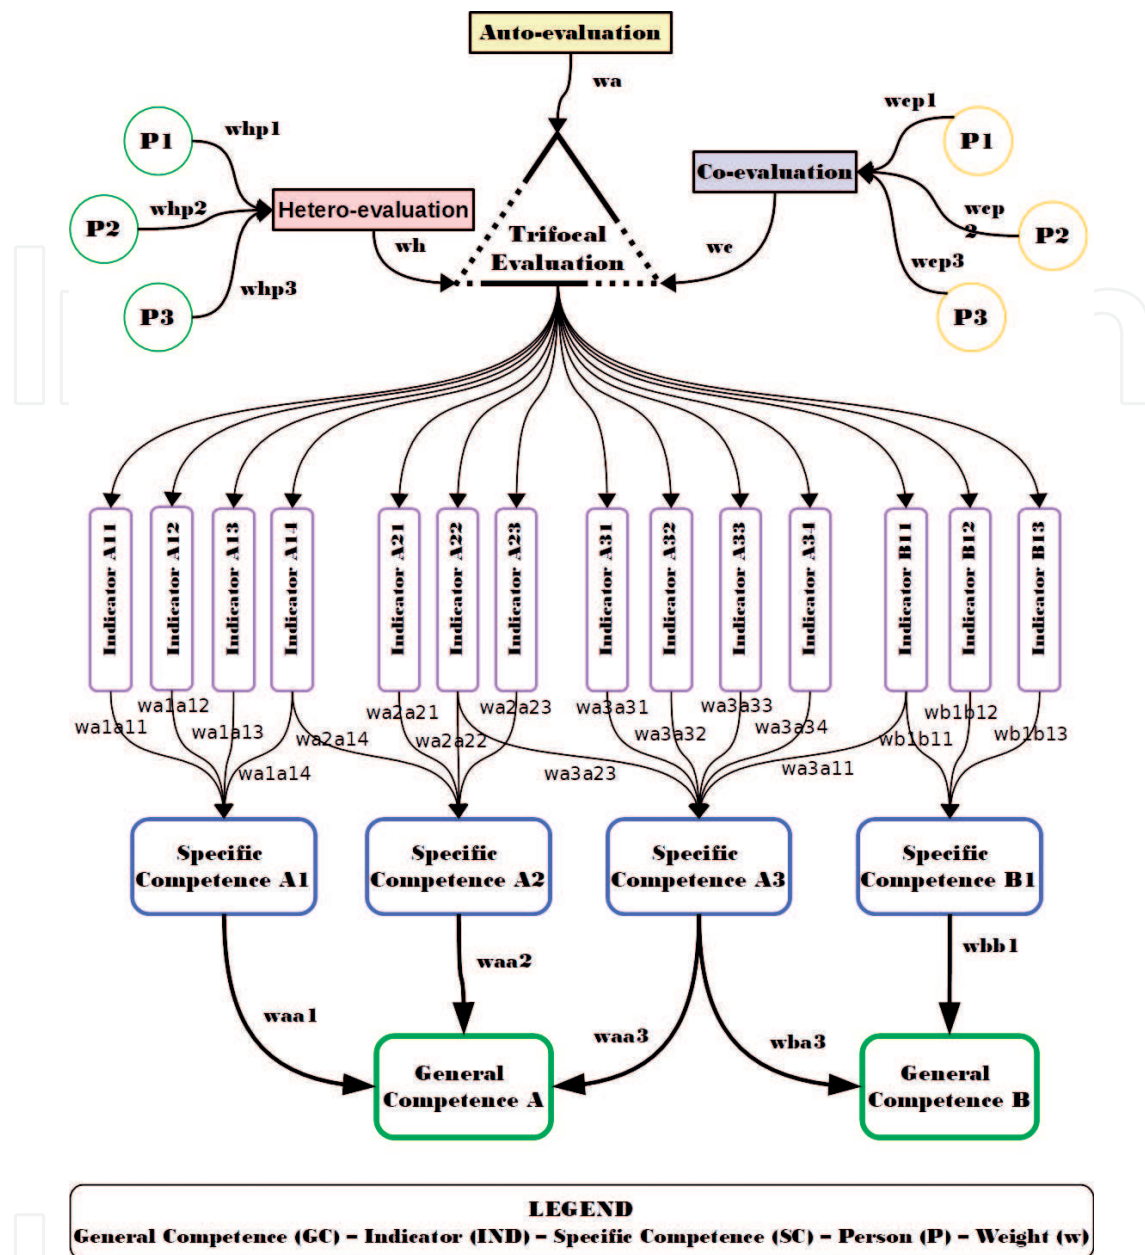 Auto-evaluation
wa
P1
whp1
wcp1
P1
Co-evaluation
P2
whp2
Hetero-evaluation
wcp
2
P2
wh
Trifocal
Evaluation
wc
whp3
wcp3
P3
P3
Indicator A11
Indicator A12
Indicator A13
Indicator A14
Indicator A21
Indicator A22
Indicator A23
Indicator A31
Indicator A32
Indicator A33
Indicator A34
Indicator B11
Indicator B12
Indicator B13
wa1a11
wa1a12
wa1a13
wa1a14
wa2a14
wa2a21
wa2a22
wa2a23
wa3a23
wa3a31
wa3a32
wa3a33
wa3a34
wa3a11
wb1b11
wb1b12
wb1b13
Specific
Competence A1
Specific
Competence A2
Specific
Competence A3
Specific
Competence B1
waa1
waa2
waa3
wba3
wbb1
General
Competence A
General
Competence B
LEGEND
General Competence (GC) – Indicator (IND) – Specific Competence (SC) – Person (P) – Weight (w)